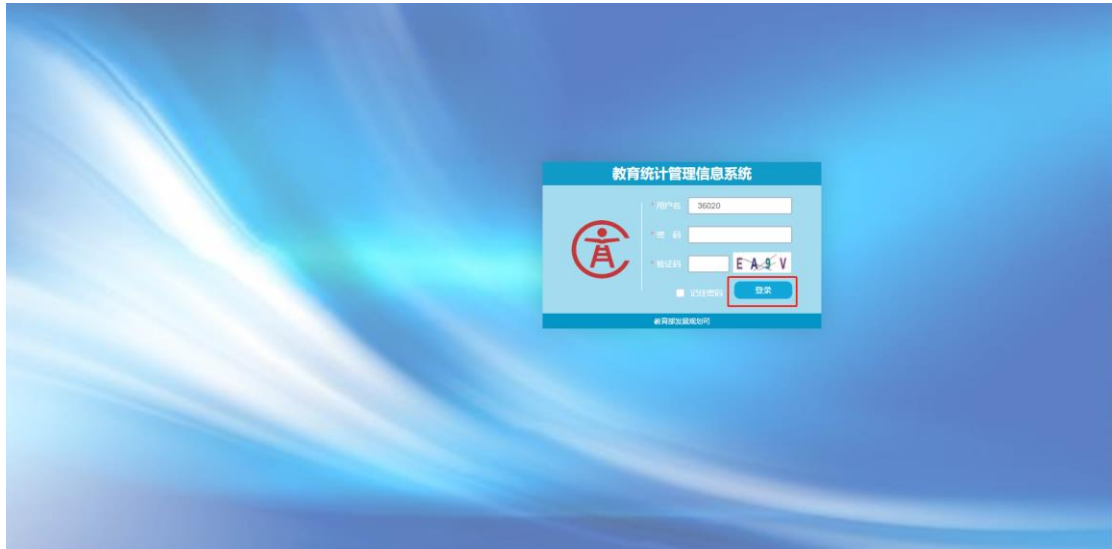 教育统计管理信息系统
* 用户名 36020
* 密 码
* 验证码 EA9V
记住密码 登录
教育部发展规划司